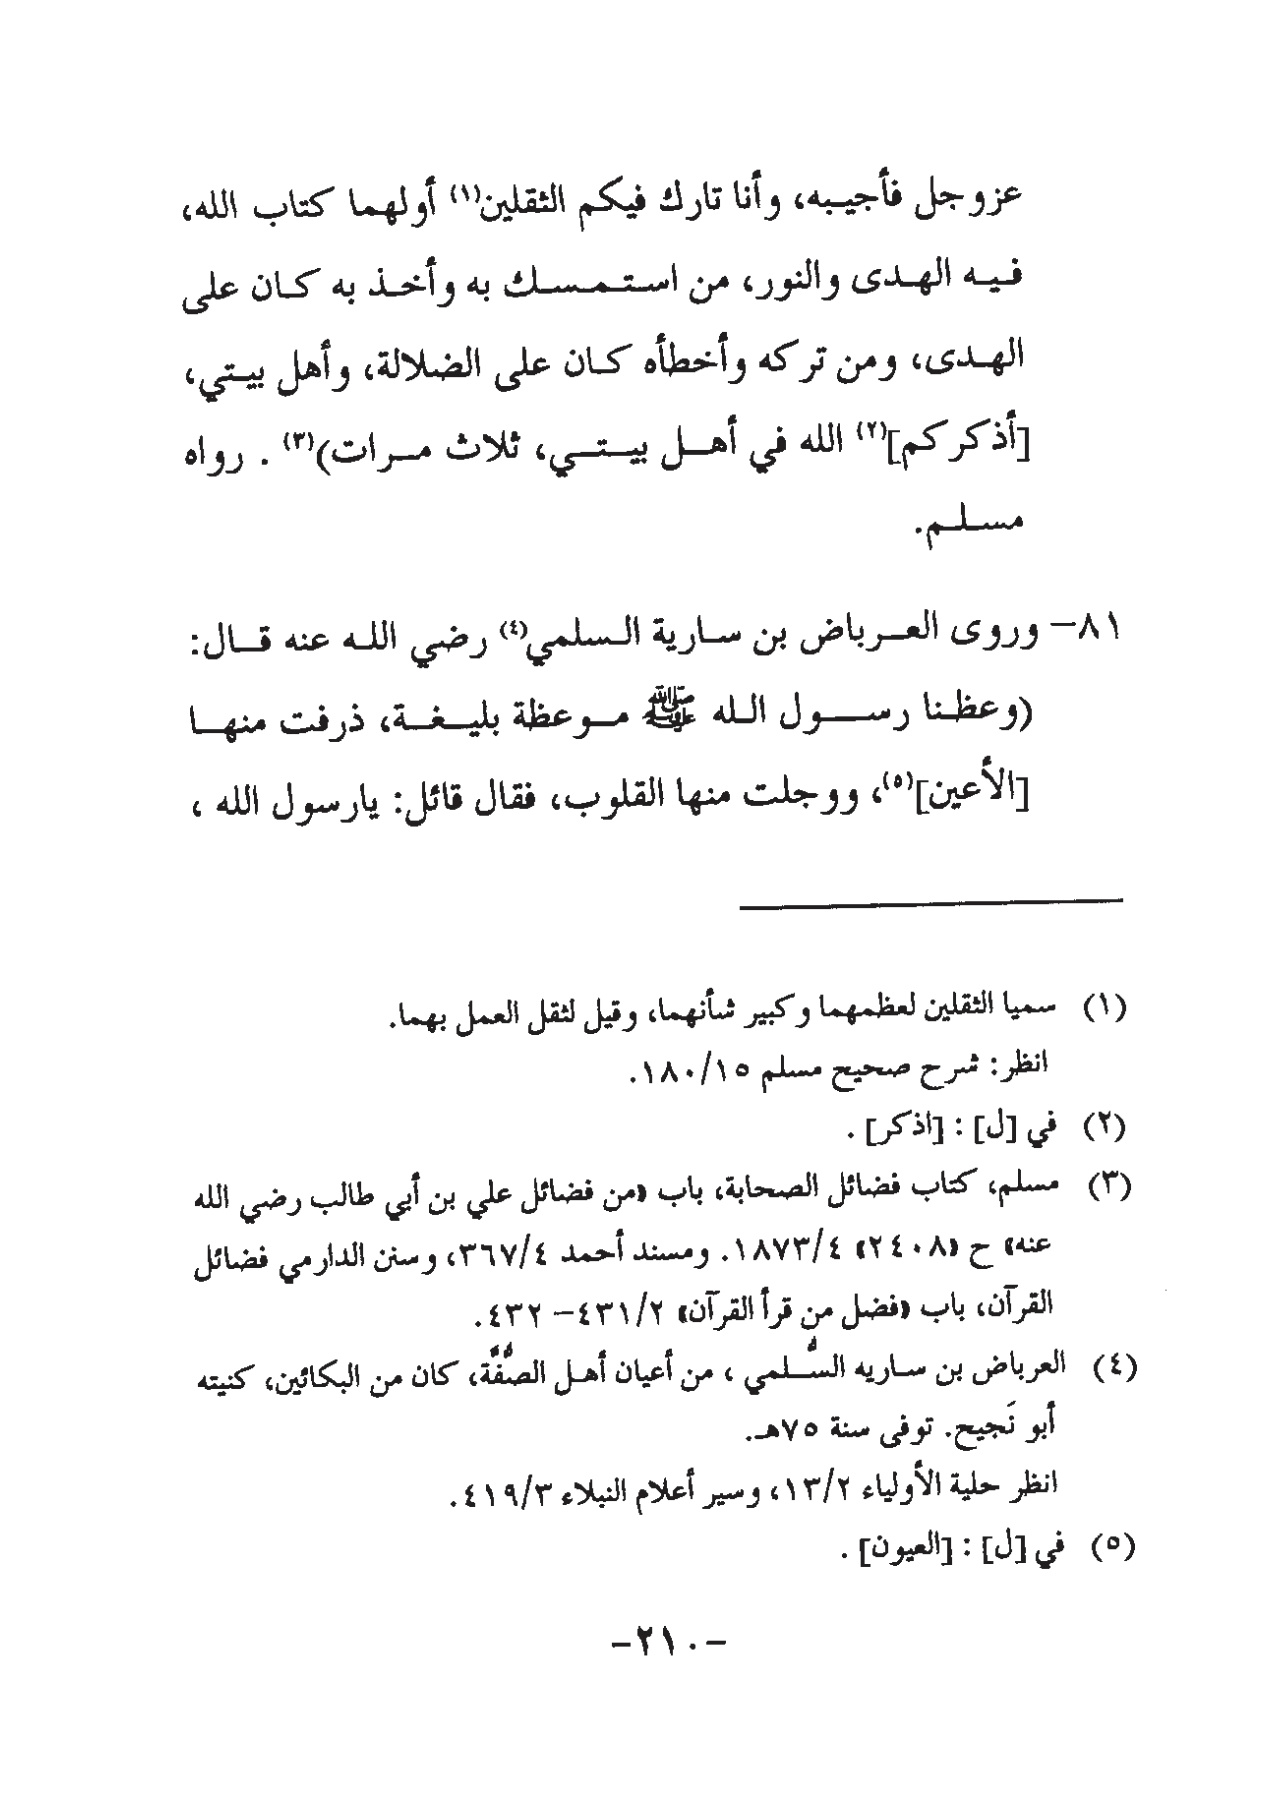 عزوجل فأجيبه، وأنا تارك فيكم الثقلين(١) أولهما كتاب الله،
فيه الهدى والنور، من استمسك به وأخذ به كان على
الهدى، ومن تركه وأخطأه كان على الضلالة، وأهل بيتي،
[أذكركم](٢) الله في أهل بيتي، ثلاث مرات)(٣) . رواه
مسلم.
٨١- وروى العرباض بن سارية السلمي(٤) رضي الله عنه قال:
(وعظنا رسول الله ﷺ موعظة بليغة، ذرفت منها
[الأعين](٥)، ووجلت منها القلوب، فقال قائل: يارسول الله ،
(١) سميا الثقلين لعظمهما وكبير شأنهما، وقيل لثقل العمل بهما.
انظر: شرح صحيح مسلم ١٨٠/١٥.
(٢) في [ل] : [اذكر] .
(٣) مسلم، كتاب فضائل الصحابة، باب «من فضائل علي بن أبي طالب رضي الله
عنه» ح «٢٤٠٨» ١٨٧٣/٤. ومسند أحمد ٣٦٧/٤، وسنن الدارمي فضائل
القرآن، باب «فضل من قرأ القرآن» ٤٣١/٢- ٤٣٢.
(٤) العرباض بن ساريه السُّلمي ، من أعيان أهل الصُّفَّة، كان من البكائين، كنيته
أبو نَجيح. توفى سنة ٧٥هـ.
انظر حلية الأولياء ١٣/٢، وسير أعلام النبلاء ٤١٩/٣.
(٥) في [ل] : [العيون] .
-٢١٠-